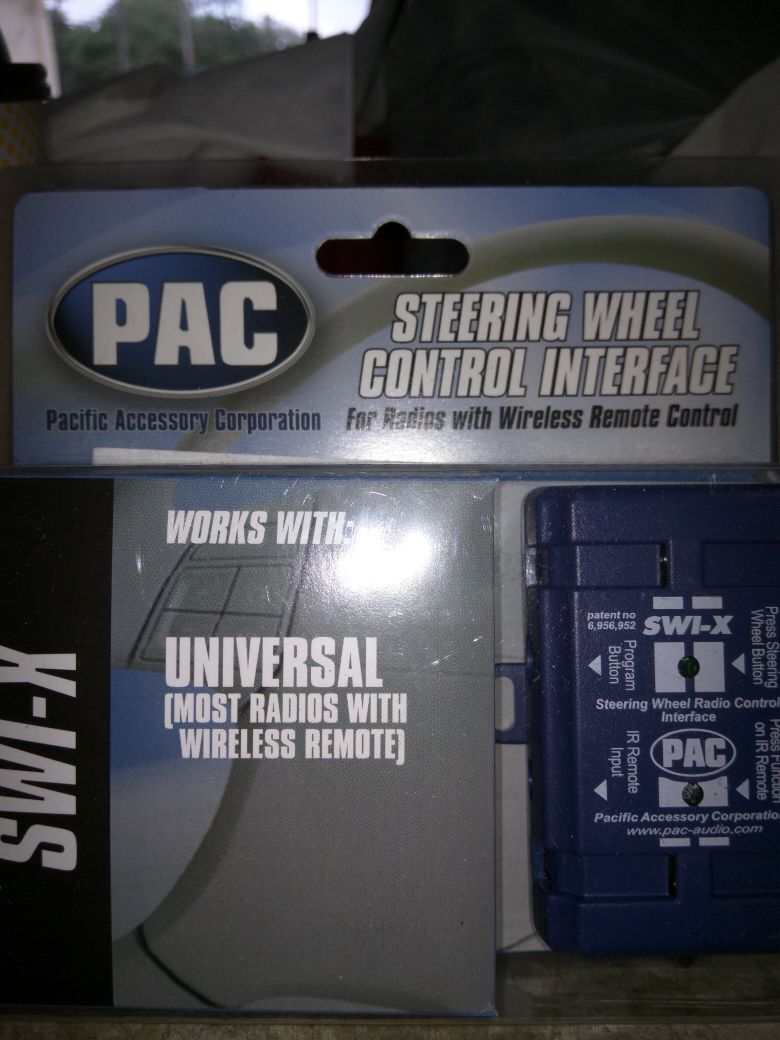 PAC
Pacific Accessory Corporation
STEERING WHEEL
CONTROL INTERFACE
For Radios with Wireless Remote Control
SWI-X
WORKS WITH:
UNIVERSAL
(MOST RADIOS WITH
WIRELESS REMOTE)
patent no
6,956,952
SWI-X
Program
Button
Press Steering
Wheel Button
Steering Wheel Radio Control
Interface
PAC
IR Remote
Input
Press Function
on IR Remote
Pacific Accessory Corporatio
www.pac-audio.com